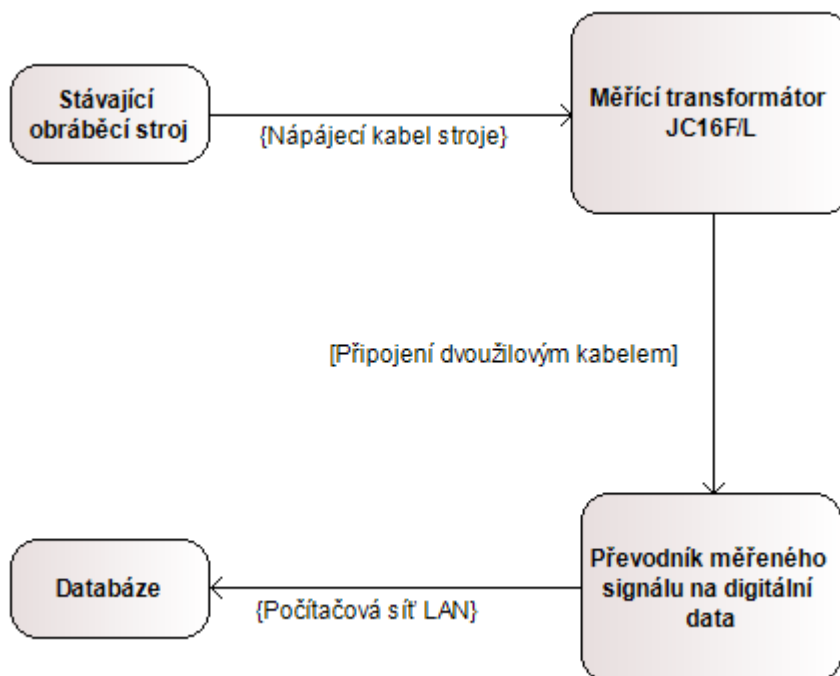 Stávající
obráběcí stroj
{Nápájecí kabel stroje}
Měřící transformátor
JC16F/L
[Připojení dvoužilovým kabelem]
Převodník měřeného
signálu na digitální
data
{Počítačová síť LAN}
Databáze